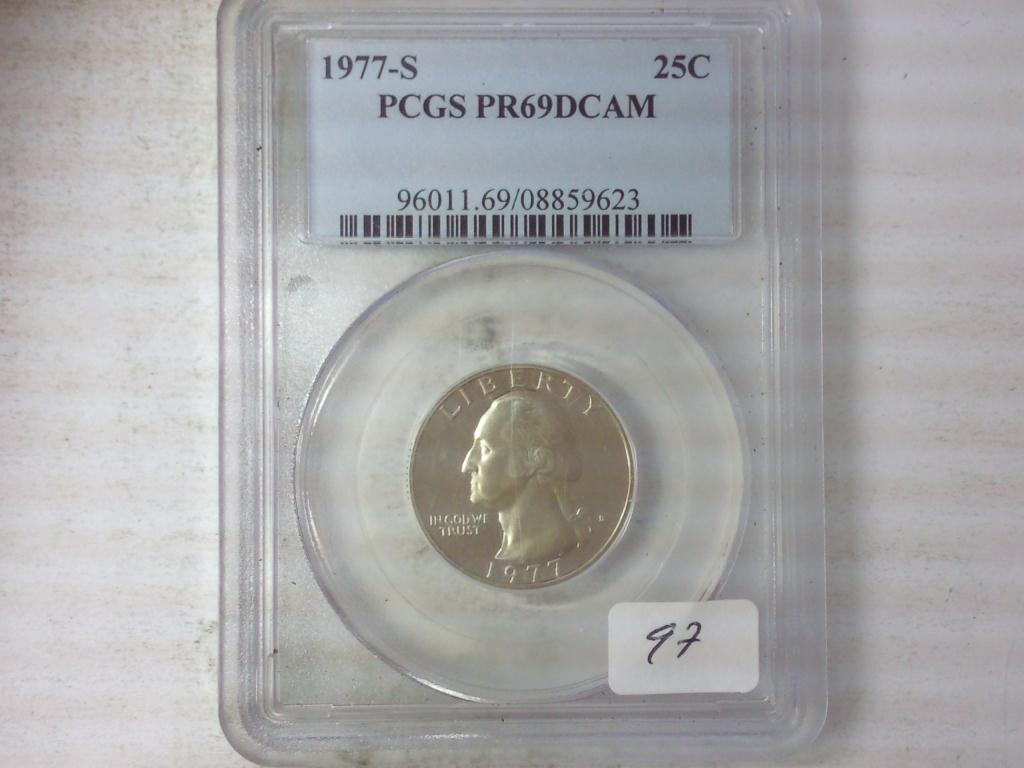 1977-S 25C
PCGS PR69DCAM
96011.69/08859623
LIBERTY
IN GOD WE
TRUST
S
1977
97